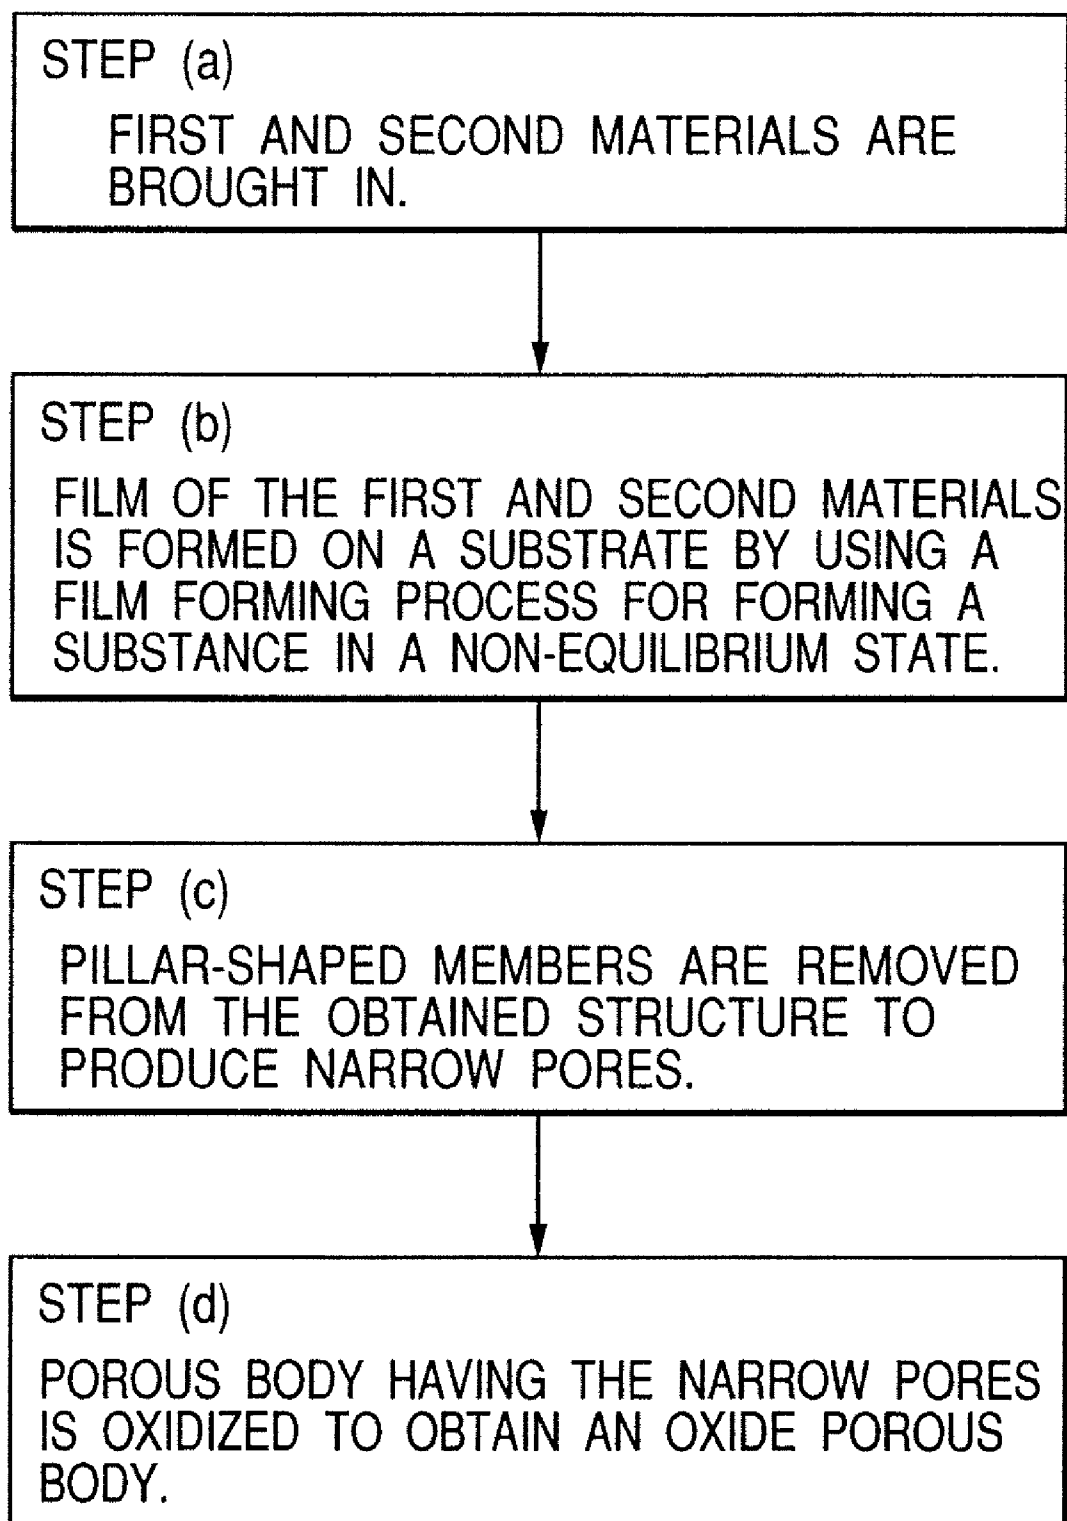 STEP (a)
FIRST AND SECOND MATERIALS ARE
BROUGHT IN.
STEP (b)
FILM OF THE FIRST AND SECOND MATERIALS
IS FORMED ON A SUBSTRATE BY USING A
FILM FORMING PROCESS FOR FORMING A
SUBSTANCE IN A NON-EQUILIBRIUM STATE.
STEP (c)
PILLAR-SHAPED MEMBERS ARE REMOVED
FROM THE OBTAINED STRUCTURE TO
PRODUCE NARROW PORES.
STEP (d)
POROUS BODY HAVING THE NARROW PORES
IS OXIDIZED TO OBTAIN AN OXIDE POROUS
BODY.